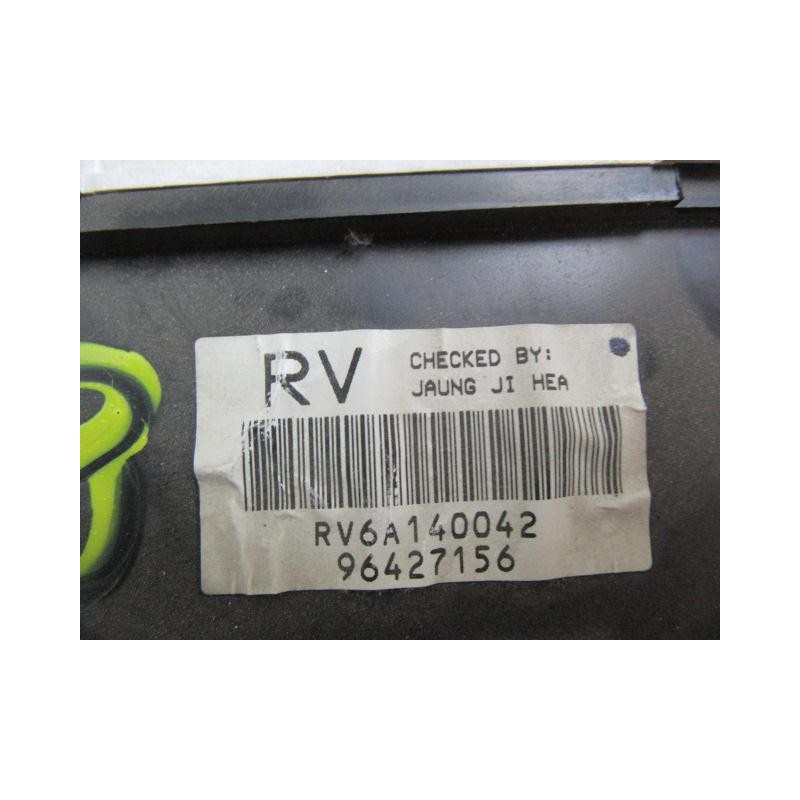 RV
CHECKED BY:
JAUNG JI HEA
RV6A140042
96427156